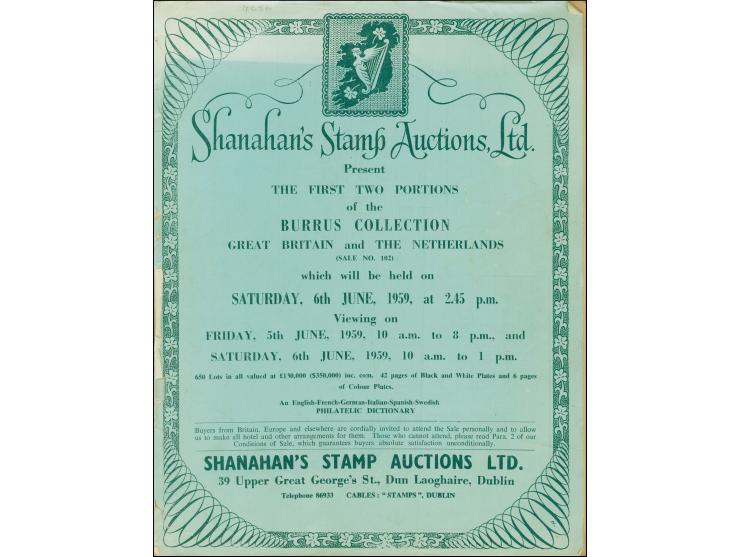 Shanahan's Stamp Auctions, Ltd.
Present
THE FIRST TWO PORTIONS
of the
BURRUS COLLECTION
GREAT BRITAIN and THE NETHERLANDS
(SALE NO. 102)
which will be held on
SATURDAY, 6th JUNE, 1959, at 2.45 p.m.
Viewing on
FRIDAY, 5th JUNE, 1959, 10 a.m. to 8 p.m., and
SATURDAY, 6th JUNE, 1959, 10 a.m. to 1 p.m.
650 Lots in all valued at £130,000 ($350,000) inc. com. 42 pages of Black and White Plates and 6 pages
of Colour Plates.
An English-French-German-Italian-Spanish-Swedish
PHILATELIC DICTIONARY
Buyers from Britain, Europe and elsewhere are cordially invited to attend the Sale personally and to allow
us to make all hotel and other arrangements for them. Those who cannot attend, please read Para. 2 of our
Conditions of Sale, which guarantees buyers absolute satisfaction unconditionally.
SHANAHAN'S STAMP AUCTIONS LTD.
39 Upper Great George's St., Dun Laoghaire, Dublin
Telephone 86933 CABLES: "STAMPS", DUBLIN